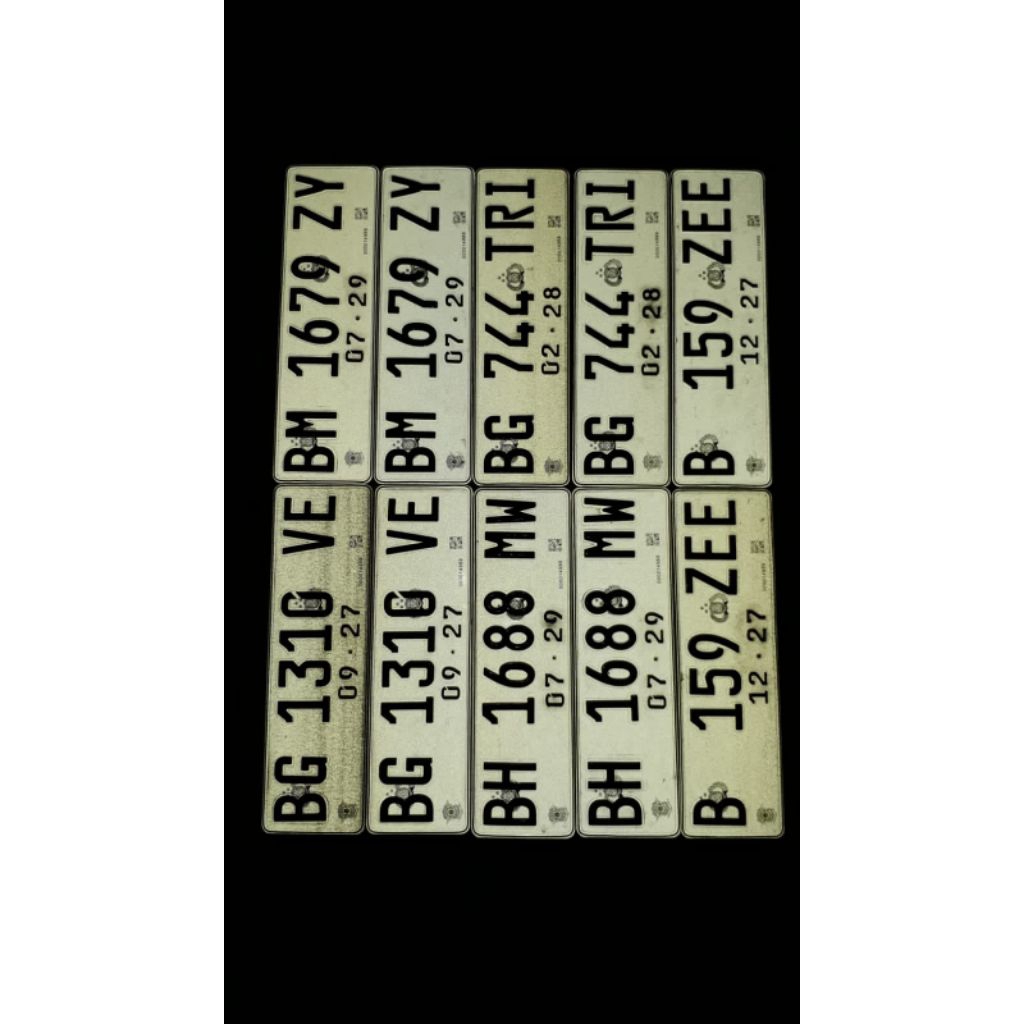 BM 1679 ZY
07·29
BM 1679 ZY
07·29
BG 744 TRI
02·28
BG 744 TRI
02·28
B 159 ZEE
12·27
BG 1310 VE
09·27
BG 1310 VE
09·27
BH 1688 MW
07·29
BH 1688 MW
07·29
B 159 ZEE
12·27